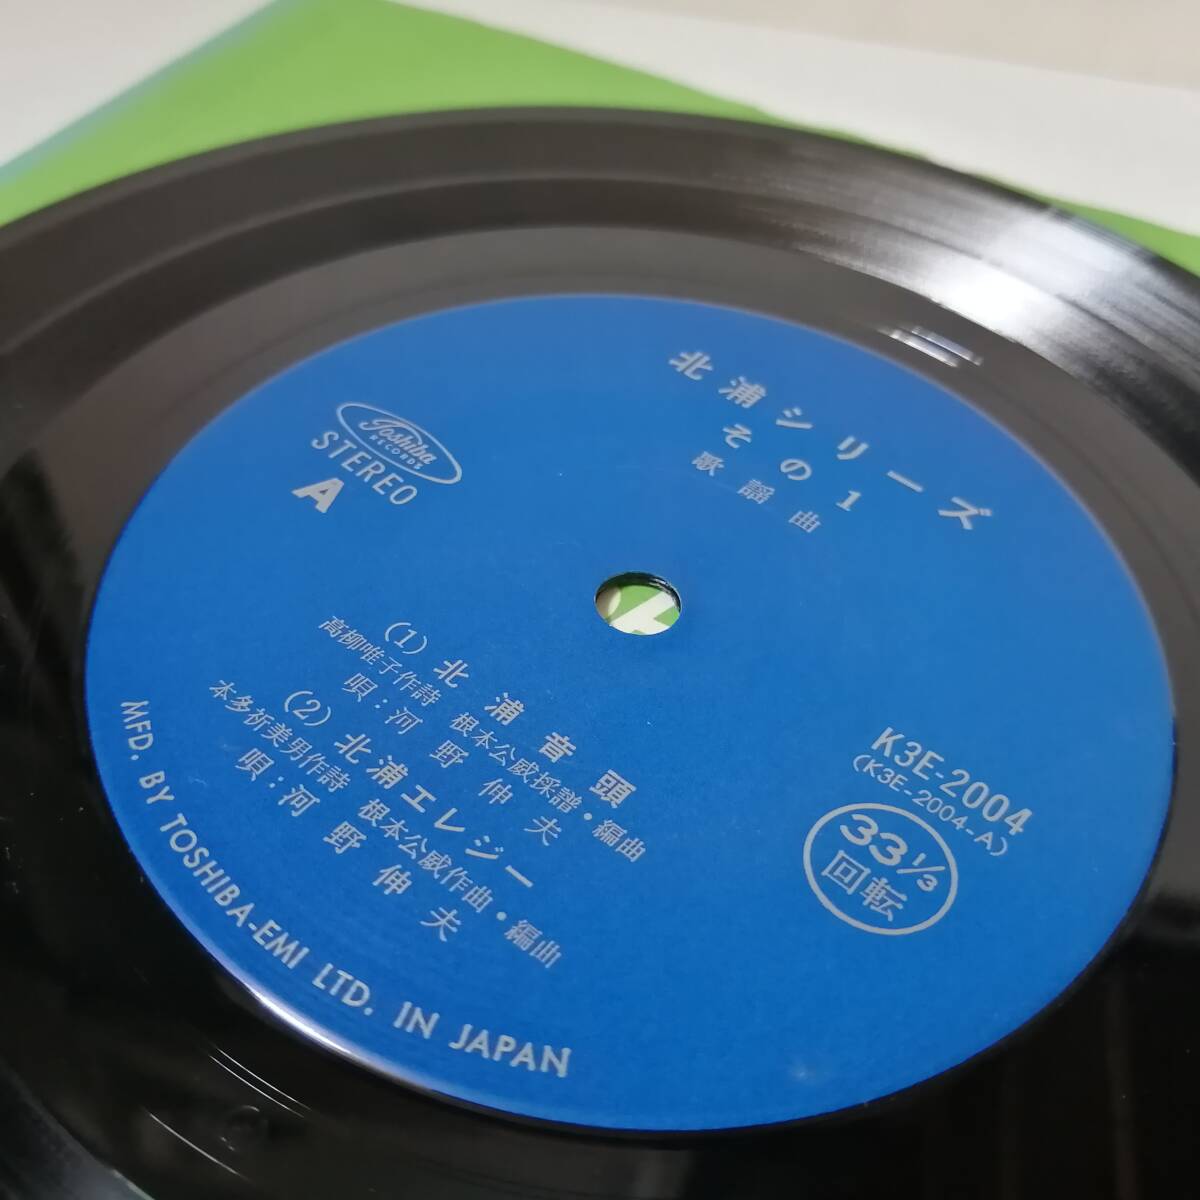 北浦シリーズ
その1
歌謡曲
Toshiba
RECORDS
STEREO
A
K3E-2004
(K3E-2004-A)
33 1/3
回転
(1) 北浦音頭
高柳唯子作詩 根本公威採譜・編曲
唄:河野伸夫
(2) 北浦エレジー
本多祈美男作詩 根本公威作曲・編曲
唄:河野伸夫
MFD. BY TOSHIBA-EMI LTD. IN JAPAN